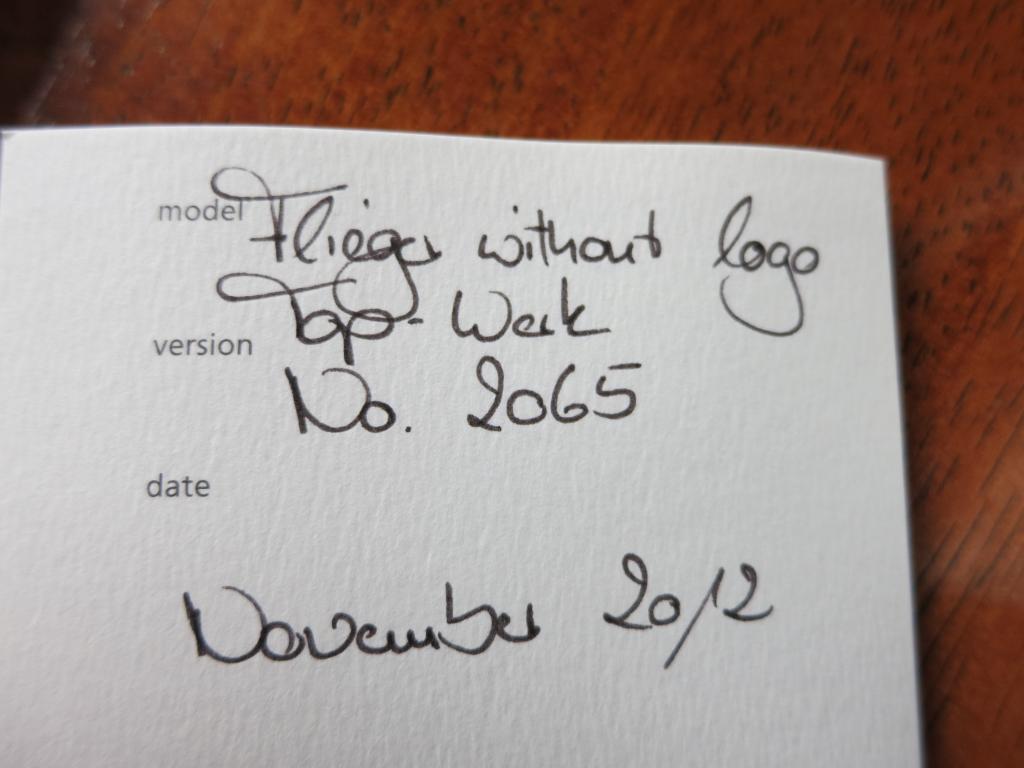 model Flieger without logo
Top-Werk
version
No. 2065
date
November 2012